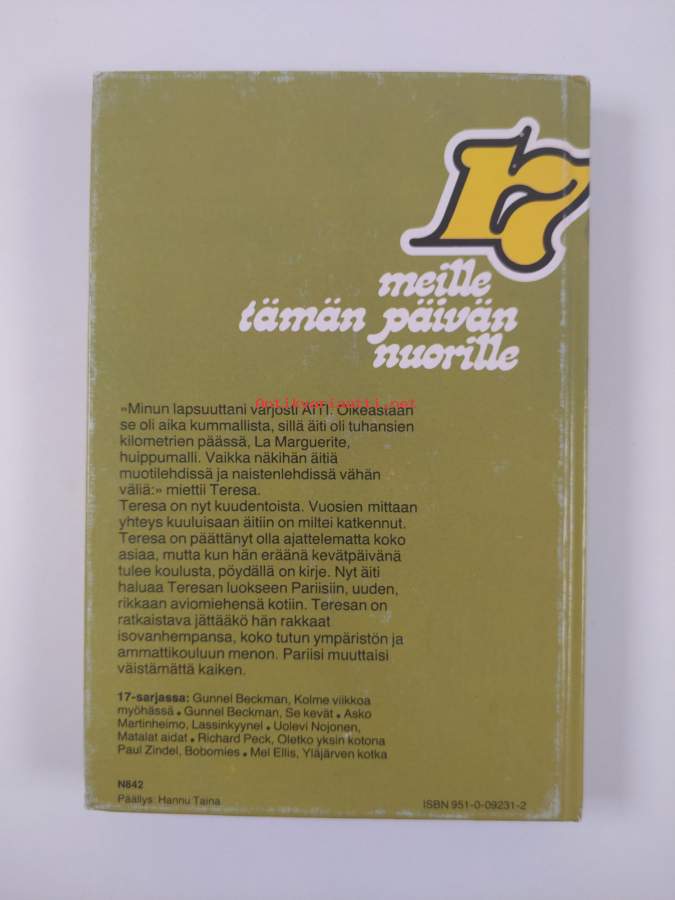 17
meille
tämän päivän
nuorille
Antikvariaatti.net
»Minun lapsuuttani varjosti ÄITI. Oikeastaan
se oli aika kummallista, sillä äiti oli tuhansien
kilometrien päässä, La Marguerite,
huippumalli. Vaikka näkihän äitiä
muotilehdissä ja naistenlehdissä vähän
väliä:» miettii Teresa.
Teresa on nyt kuudentoista. Vuosien mittaan
yhteys kuuluisaan äitiin on miltei katkennut.
Teresa on päättänyt olla ajattelematta koko
asiaa, mutta kun hän eräänä kevätpäivänä
tulee koulusta, pöydällä on kirje. Nyt äiti
haluaa Teresan luokseen Pariisiin, uuden,
rikkaan aviomiehensä kotiin. Teresan on
ratkaistava jättääkö hän rakkaat
isovanhempansa, koko tutun ympäristön ja
ammattikouluun menon. Pariisi muuttaisi
väistämättä kaiken.
17-sarjassa: Gunnel Beckman, Kolme viikkoa
myöhässä • Gunnel Beckman, Se kevät • Asko
Martinheimo, Lassinkyynel • Uolevi Nojonen,
Matalat aidat • Richard Peck, Oletko yksin kotona
Paul Zindel, Bobomies • Mel Ellis, Yläjärven kotka
N842
Päällys: Hannu Taina
ISBN 951-0-09231-2